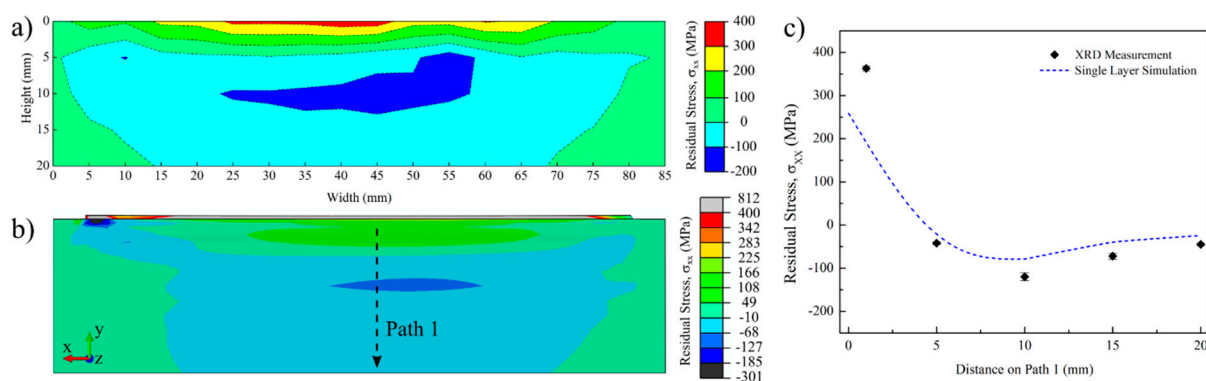 a)
Height (mm)
0
5
10
15
20
0 5 10 15 20 25 30 35 40 45 50 55 60 65 70 75 80 85
Width (mm)
Residual Stress, σxx (MPa)
400
300
200
100
0
-100
-200
b)
Path 1
y
x
z
Residual Stress, σxx (MPa)
812
400
342
283
225
166
108
49
-10
-68
-127
-185
-301
c)
XRD Measurement
Single Layer Simulation
Residual Stress, σXX (MPa)
400
300
200
100
0
-100
-200
0 5 10 15 20
Distance on Path 1 (mm)